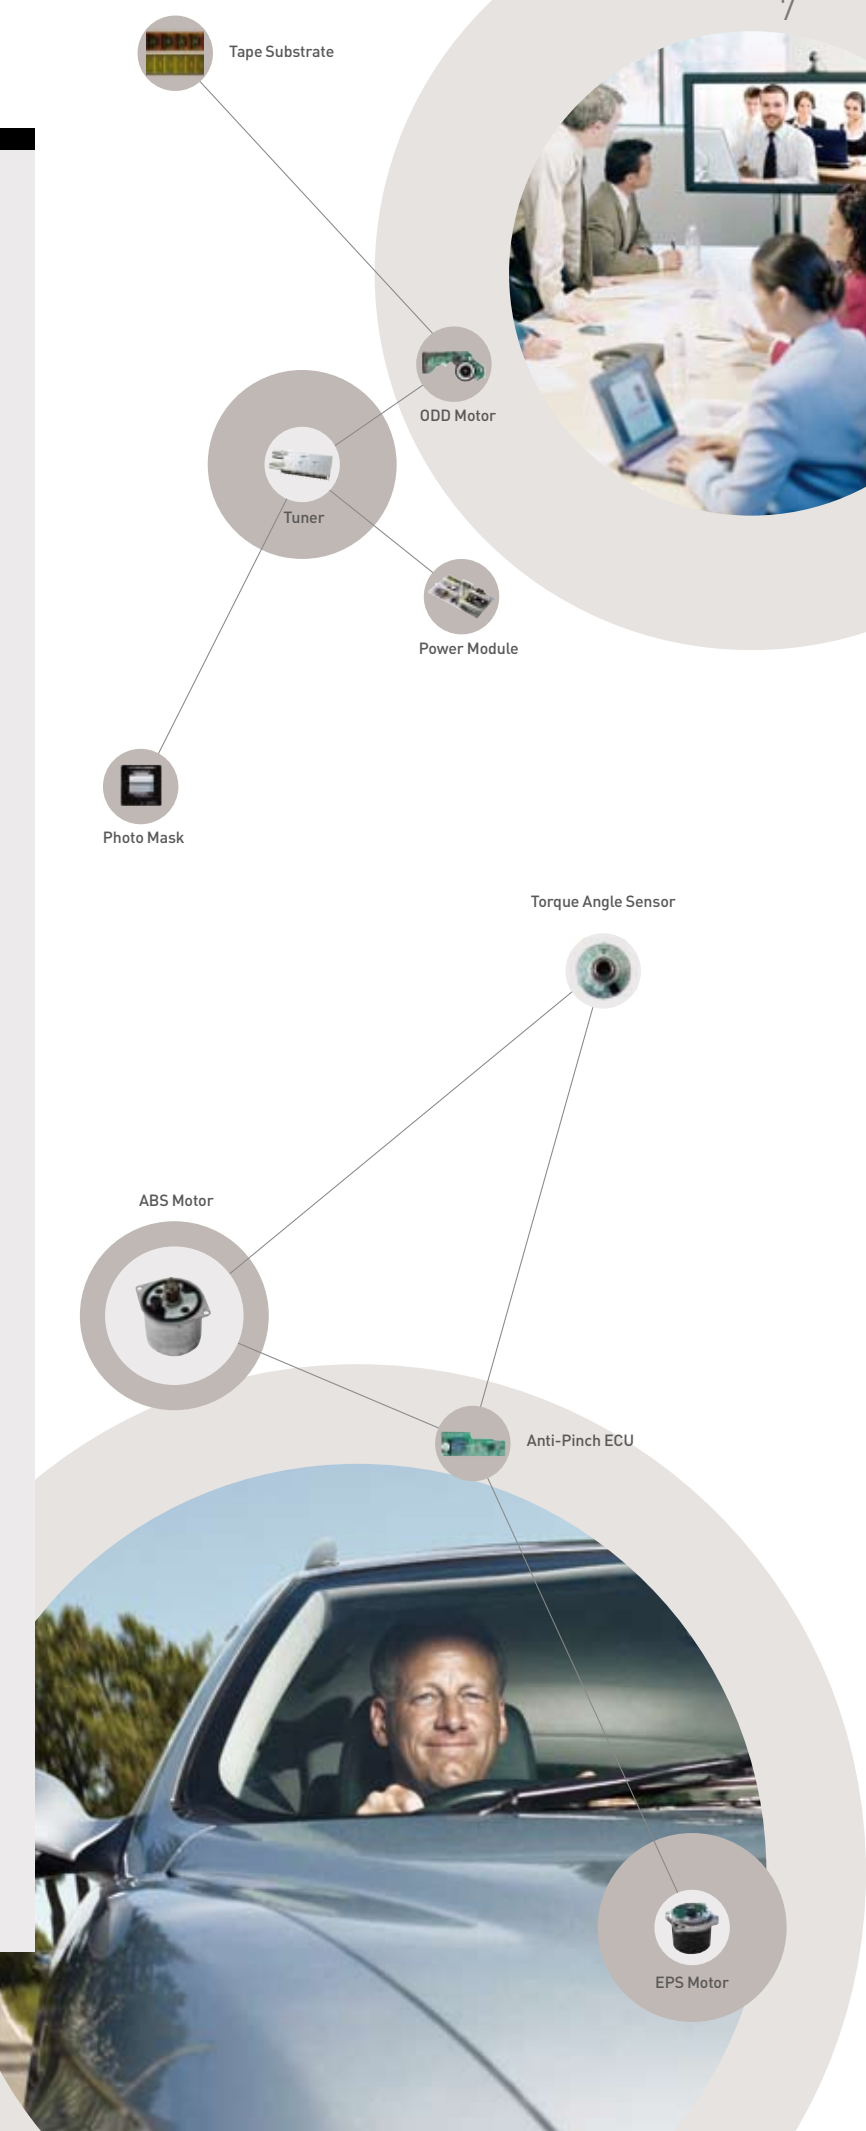 Tape Substrate
ODD Motor
Tuner
Power Module
Photo Mask
Torque Angle Sensor
ABS Motor
Anti-Pinch ECU
EPS Motor